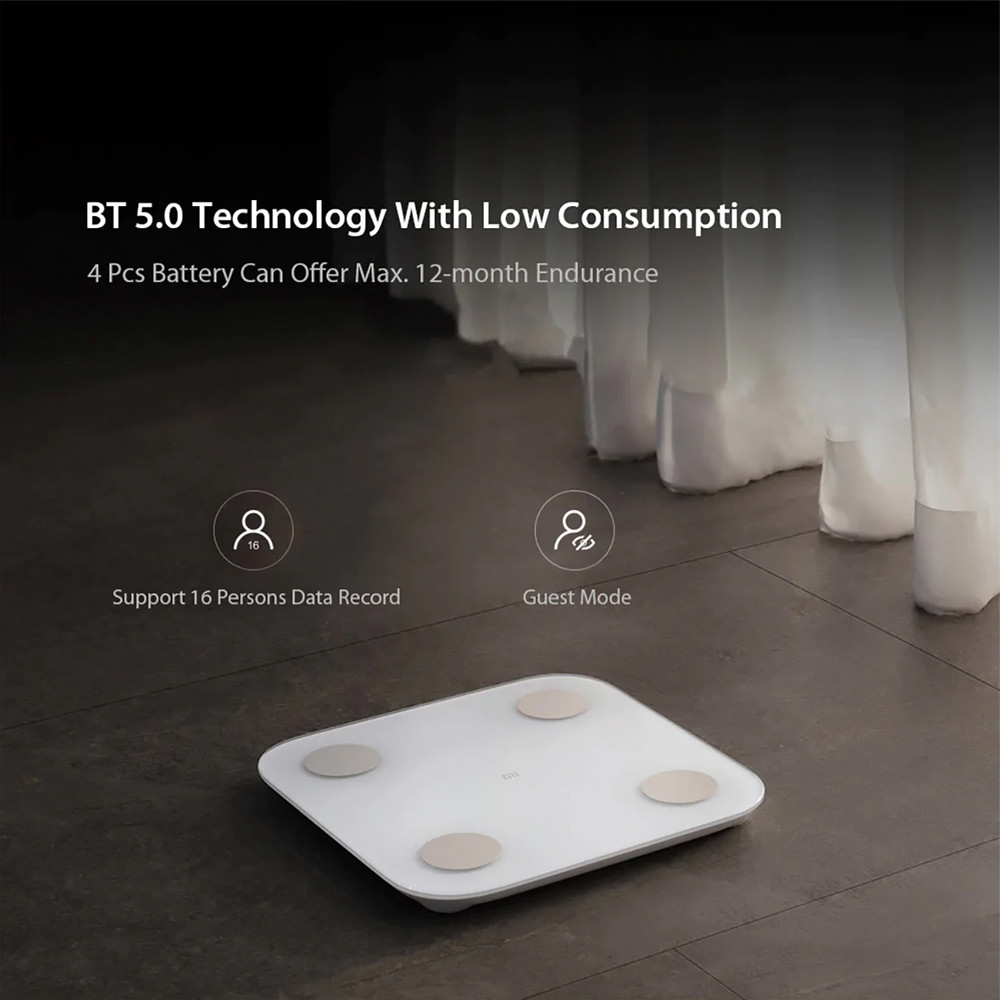 BT 5.0 Technology With Low Consumption
4 Pcs Battery Can Offer Max. 12-month Endurance
16
Support 16 Persons Data Record
Guest Mode
mi